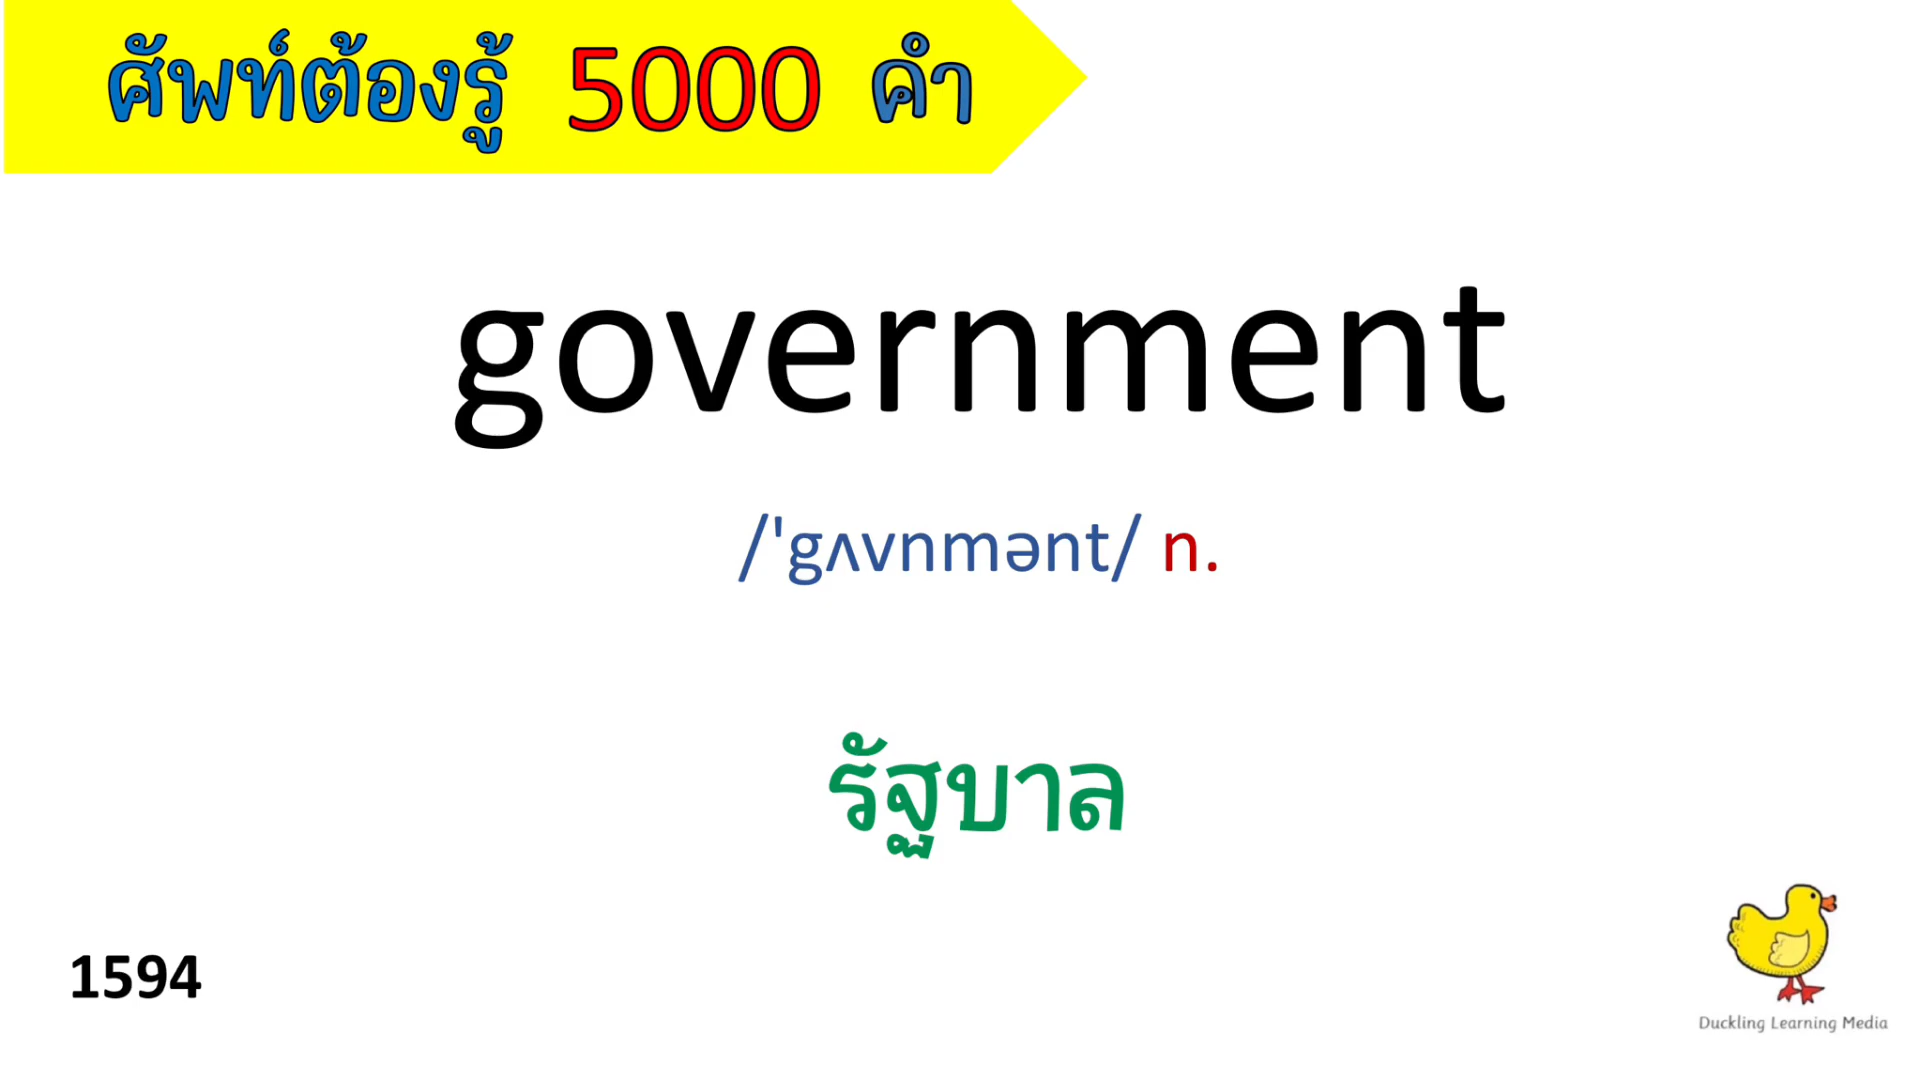 ศัพท์ต้องรู้ 5000 คำ
government
/ˈgʌvnmənt/ n.
รัฐบาล
1594
Duckling Learning Media